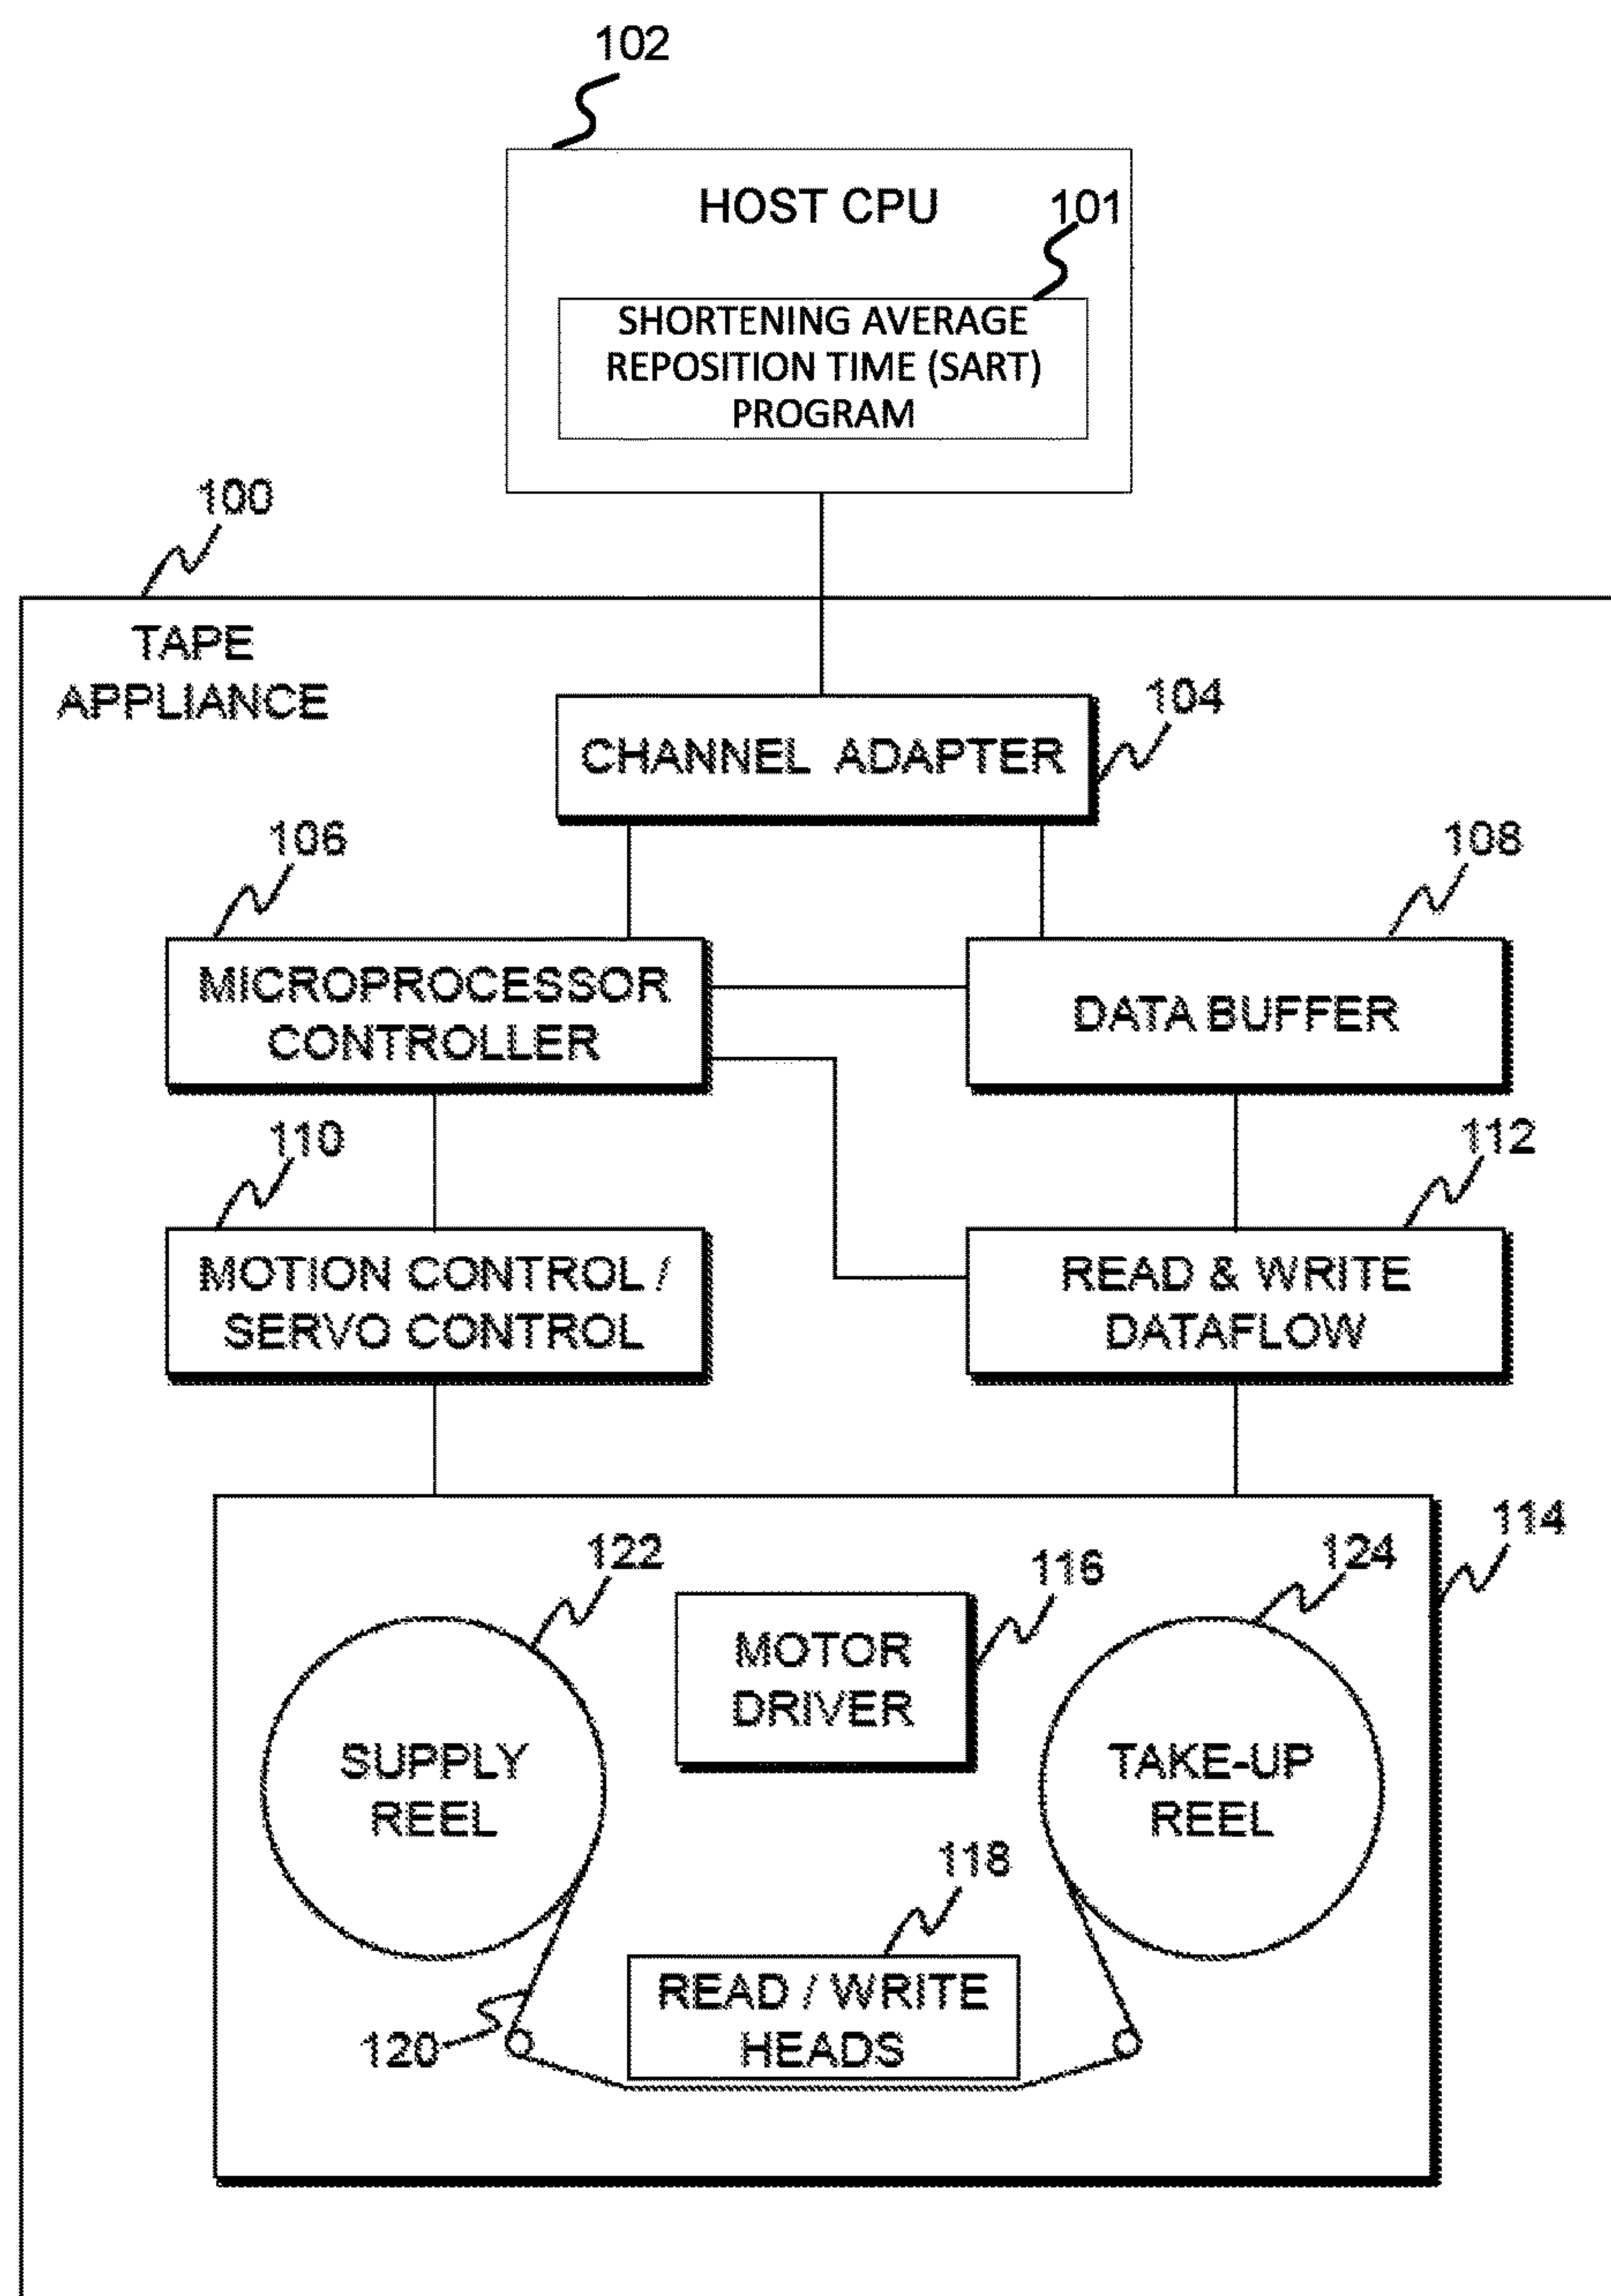 102
HOST CPU
101
SHORTENING AVERAGE
REPOSITION TIME (SART)
PROGRAM
100
TAPE
APPLIANCE
104
CHANNEL ADAPTER
106
108
MICROPROCESSOR
CONTROLLER
DATA BUFFER
110
112
MOTION CONTROL /
SERVO CONTROL
READ & WRITE
DATAFLOW
114
122
116
124
MOTOR
DRIVER
SUPPLY
REEL
TAKE-UP
REEL
118
READ / WRITE
HEADS
120